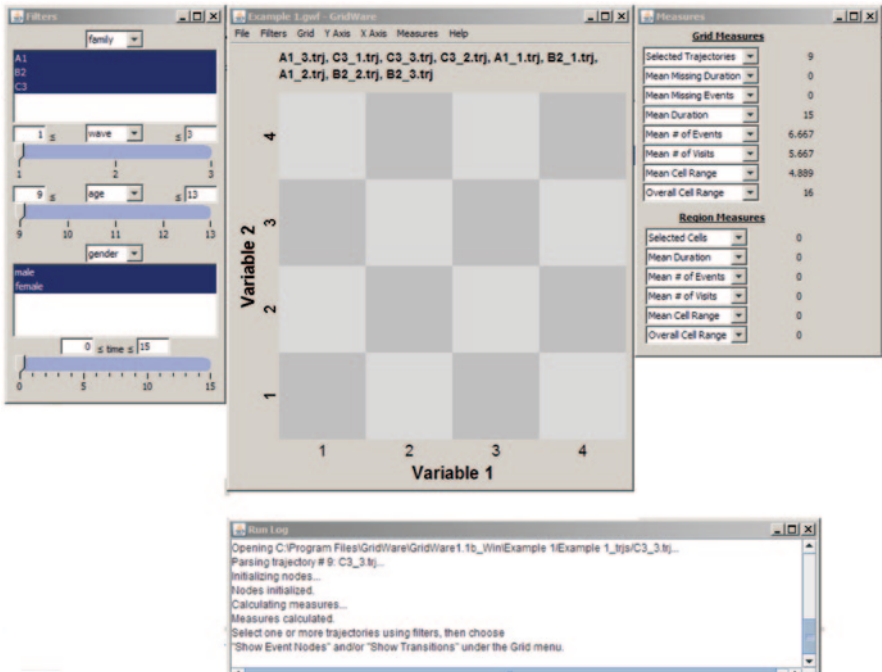 Filters
family
A1
B2
C3
1 ≤ wave ≤ 3
1 2 3
9 ≤ age ≤ 13
9 10 11 12 13
gender
male
female
0 ≤ time ≤ 15
0 5 10 15
Example 1.gwf - GridWare
File Filters Grid Y Axis X Axis Measures Help
A1_3.trj, C3_1.trj, C3_3.trj, C3_2.trj, A1_1.trj, B2_1.trj,
A1_2.trj, B2_2.trj, B2_3.trj
Variable 2
4
3
2
1
1 2 3 4
Variable 1
Measures
Grid Measures
Selected Trajectories 9
Mean Missing Duration 0
Mean Missing Events 0
Mean Duration 15
Mean # of Events 6.667
Mean # of Visits 5.667
Mean Cell Range 4.889
Overall Cell Range 16
Region Measures
Selected Cells 0
Mean Duration 0
Mean # of Events 0
Mean # of Visits 0
Mean Cell Range 0
Overall Cell Range 0
Run Log
Opening C:\Program Files\GridWare\GridWare1.1b_Win\Example 1/Example 1_trjs/C3_3.trj...
Parsing trajectory # 9: C3_3.trj...
Initializing nodes...
Nodes initialized.
Calculating measures...
Measures calculated.
Select one or more trajectories using filters, then choose
"Show Event Nodes" and/or "Show Transitions" under the Grid menu.